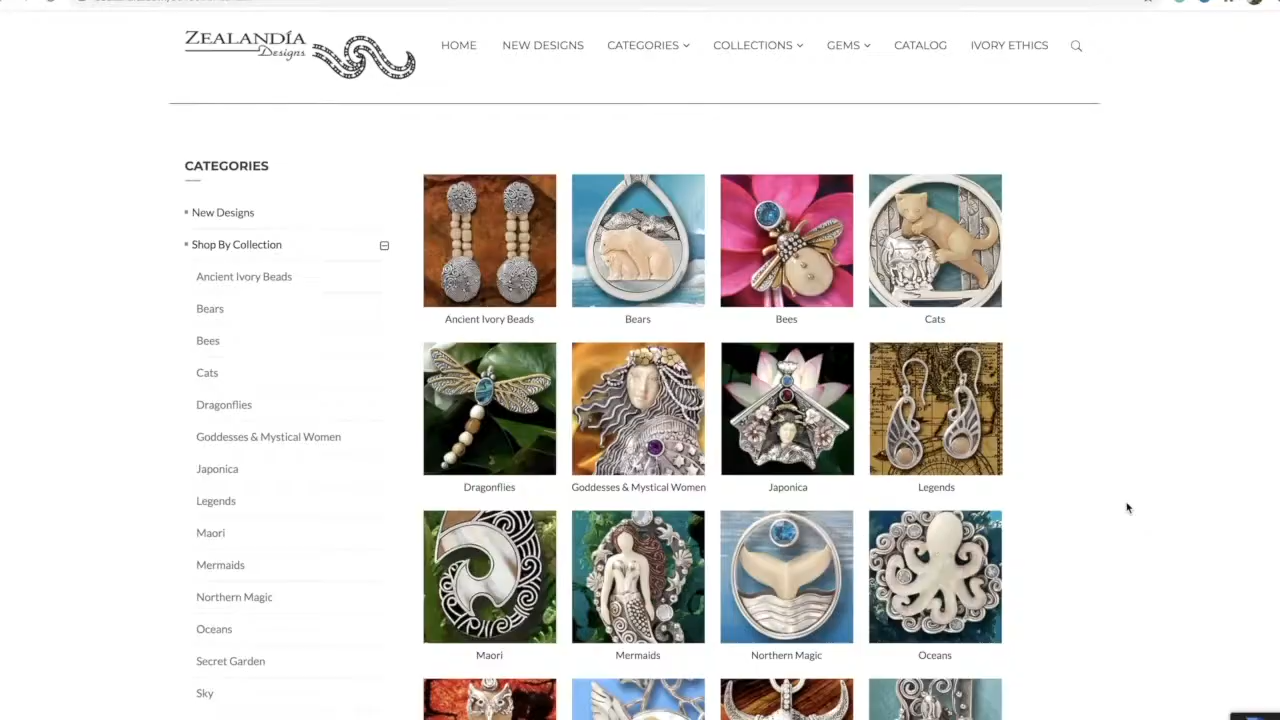 ZEALANDÍA
Designs
HOME
NEW DESIGNS
CATEGORIES
COLLECTIONS
GEMS
CATALOG
IVORY ETHICS
CATEGORIES
New Designs
Shop By Collection
Ancient Ivory Beads
Bears
Bees
Cats
Dragonflies
Goddesses & Mystical Women
Japonica
Legends
Maori
Mermaids
Northern Magic
Oceans
Secret Garden
Sky
Ancient Ivory Beads
Bears
Bees
Cats
Dragonflies
Goddesses & Mystical Women
Japonica
Legends
Maori
Mermaids
Northern Magic
Oceans